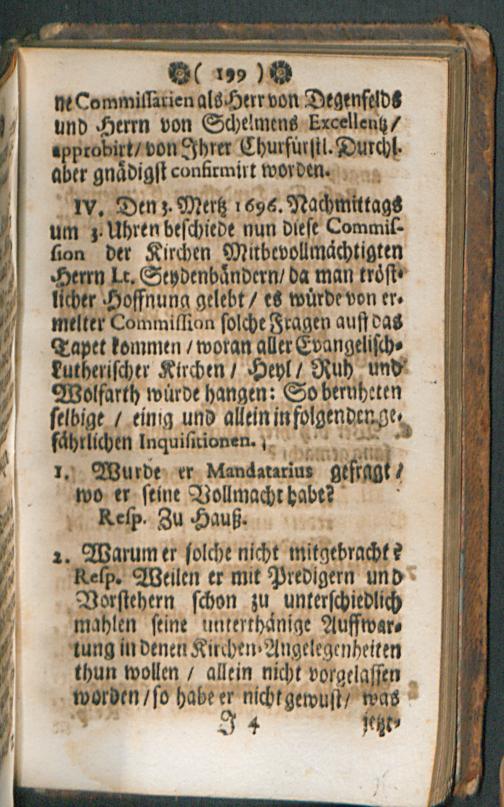 ( 199 )
ne Commissarien als Herr von Degenfelds
und Herrn von Schelmens Excellentz/
approbirt/ von Ihrer Churfürstl. Durchl.
aber gnädigst confirmirt worden.
IV. Den 3. Mertz 1696. Nachmittags
um 3. Uhren beschiede nun diese Commis-
sion der Kirchen Mitbevollmächtigten
Herrn Lt. Seydenbändern/ da man tröst-
licher Hoffnung gelebt / es würde von er-
melter Commission solche Fragen auff das
Tapet kommen / woran aller Evangelisch-
Lutherischer Kirchen / Heyl / Ruh und
Wolfarth würde hangen: So beruheten
selbige / einig und allein in folgenden ge-
fährlichen Inquisitionen.
1. Wurde er Mandatarius gefragt /
wo er seine Vollmacht habe?
Resp. Zu Hauß.
2. Warum er solche nicht mitgebracht?
Resp. Weilen er mit Predigern und
Vorstehern schon zu unterschiedlich
mahlen seine unterthänige Auffwar-
tung in denen Kirchen-Angelegenheiten
thun wollen / allein nicht vorgelassen
worden / so habe er nicht gewust / was
J 4 jetzt-